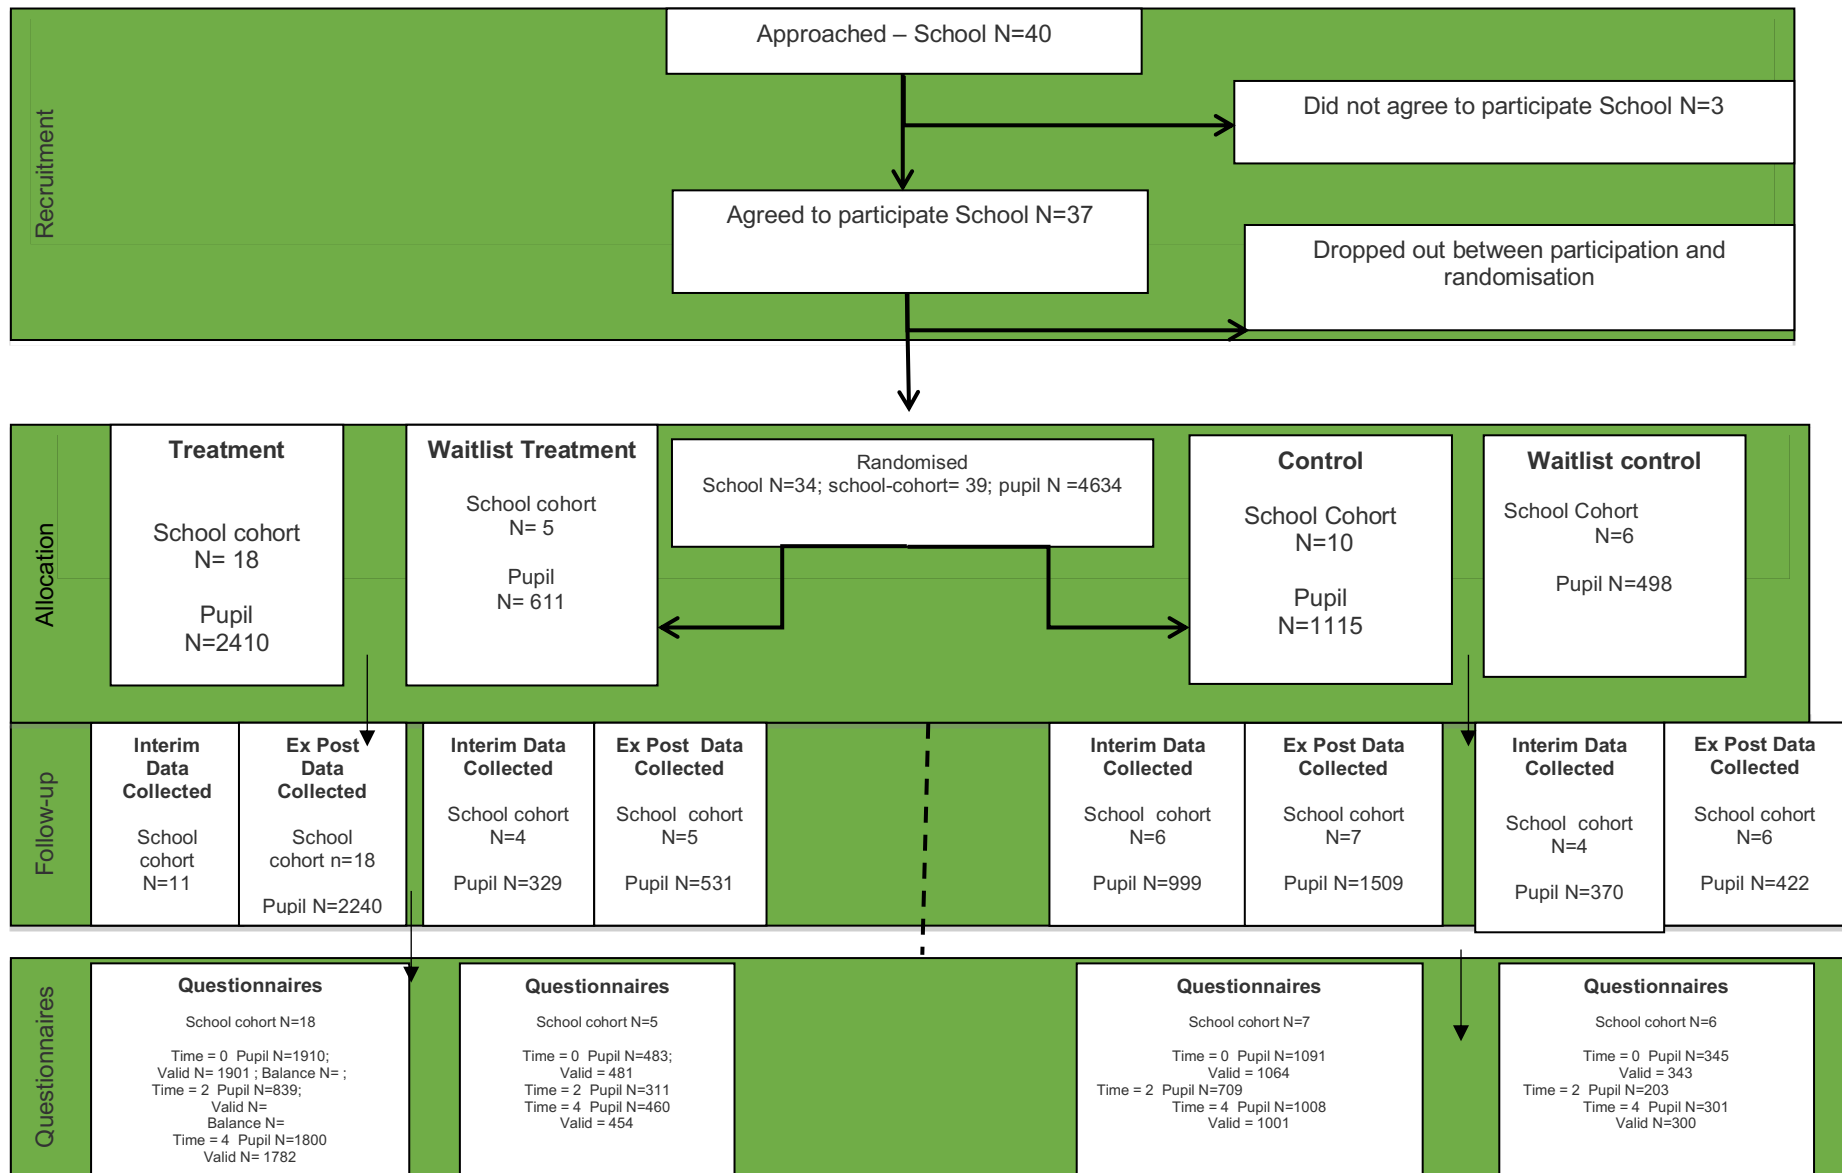 Approached – School N=40
Did not agree to participate School N=3
Recruitment
Agreed to participate School N=37
Dropped out between participation and
randomisation
Allocation
Treatment
School cohort
N= 18
Pupil
N=2410
Waitlist Treatment
School cohort
N= 5
Pupil
N= 611
Randomised
School N=34; school-cohort= 39; pupil N =4634
Control
School Cohort
N=10
Pupil
N=1115
Waitlist control
School Cohort
N=6
Pupil N=498
Follow-up
Interim
Data
Collected
School
cohort
N=11
Ex Post
Data
Collected
School
cohort n=18
Pupil N=2240
Interim Data
Collected
School cohort
N=4
Pupil N=329
Ex Post Data
Collected
School cohort
N=5
Pupil N=531
Interim Data
Collected
School cohort
N=6
Pupil N=999
Ex Post Data
Collected
School cohort
N=7
Pupil N=1509
Interim Data
Collected
School cohort
N=4
Pupil N=370
Ex Post Data
Collected
School cohort
N=6
Pupil N=422
Questionnaires
Questionnaires
School cohort N=18
Time = 0 Pupil N=1910;
Valid N= 1901 ; Balance N= ;
Time = 2 Pupil N=839;
Valid N=
Balance N=
Time = 4 Pupil N=1800
Valid N= 1782
Questionnaires
School cohort N=5
Time = 0 Pupil N=483;
Valid = 481
Time = 2 Pupil N=311
Time = 4 Pupil N=460
Valid = 454
Questionnaires
School cohort N=7
Time = 0 Pupil N=1091
Valid = 1064
Time = 2 Pupil N=709
Time = 4 Pupil N=1008
Valid = 1001
Questionnaires
School cohort N=6
Time = 0 Pupil N=345
Valid = 343
Time = 2 Pupil N=203
Time = 4 Pupil N=301
Valid N=300